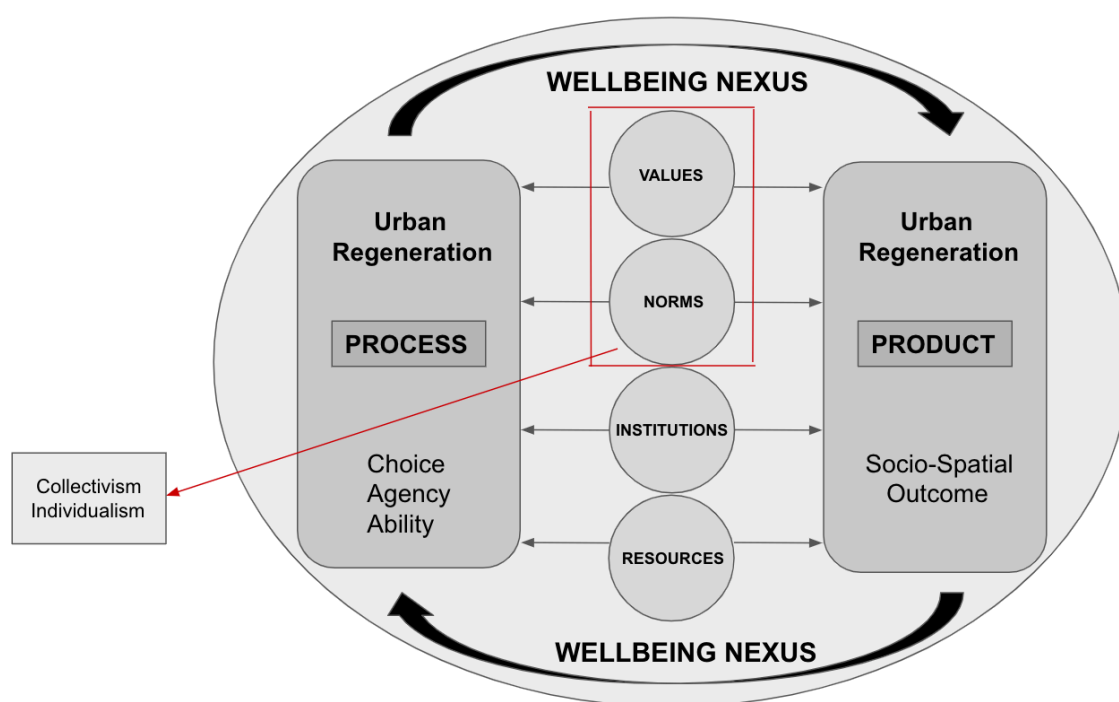 WELLBEING NEXUS
VALUES
Urban
Regeneration
Urban
Regeneration
NORMS
PROCESS
PRODUCT
INSTITUTIONS
Choice
Agency
Ability
Socio-Spatial
Outcome
Collectivism
Individualism
RESOURCES
WELLBEING NEXUS